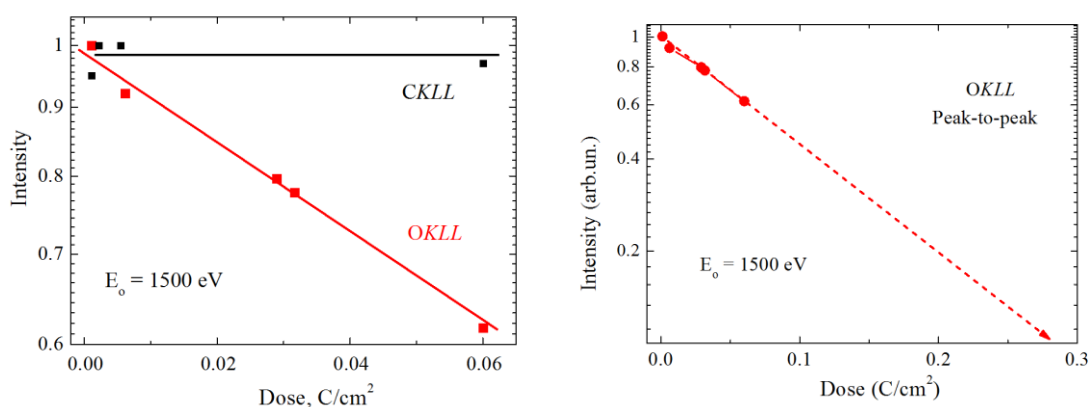 1
0.9
0.8
0.7
0.6
Intensity
CKLL
OKLL
E_o = 1500 eV
0.00
0.02
0.04
0.06
Dose, C/cm²
1
0.8
0.6
0.4
0.2
Intensity (arb.un.)
OKLL
Peak-to-peak
E_o = 1500 eV
0.0
0.1
0.2
0.3
Dose (C/cm²)